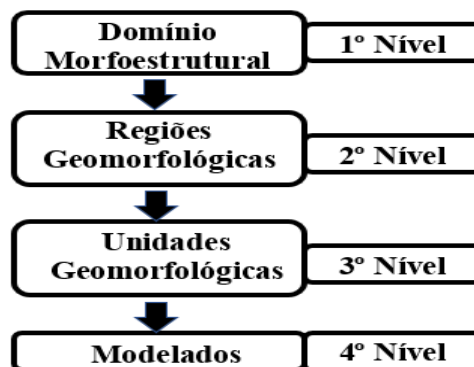 Domínio
Morfoestrutural
1º Nível
Regiões
Geomorfológicas
2º Nível
Unidades
Geomorfológicas
3º Nível
Modelados
4º Nível